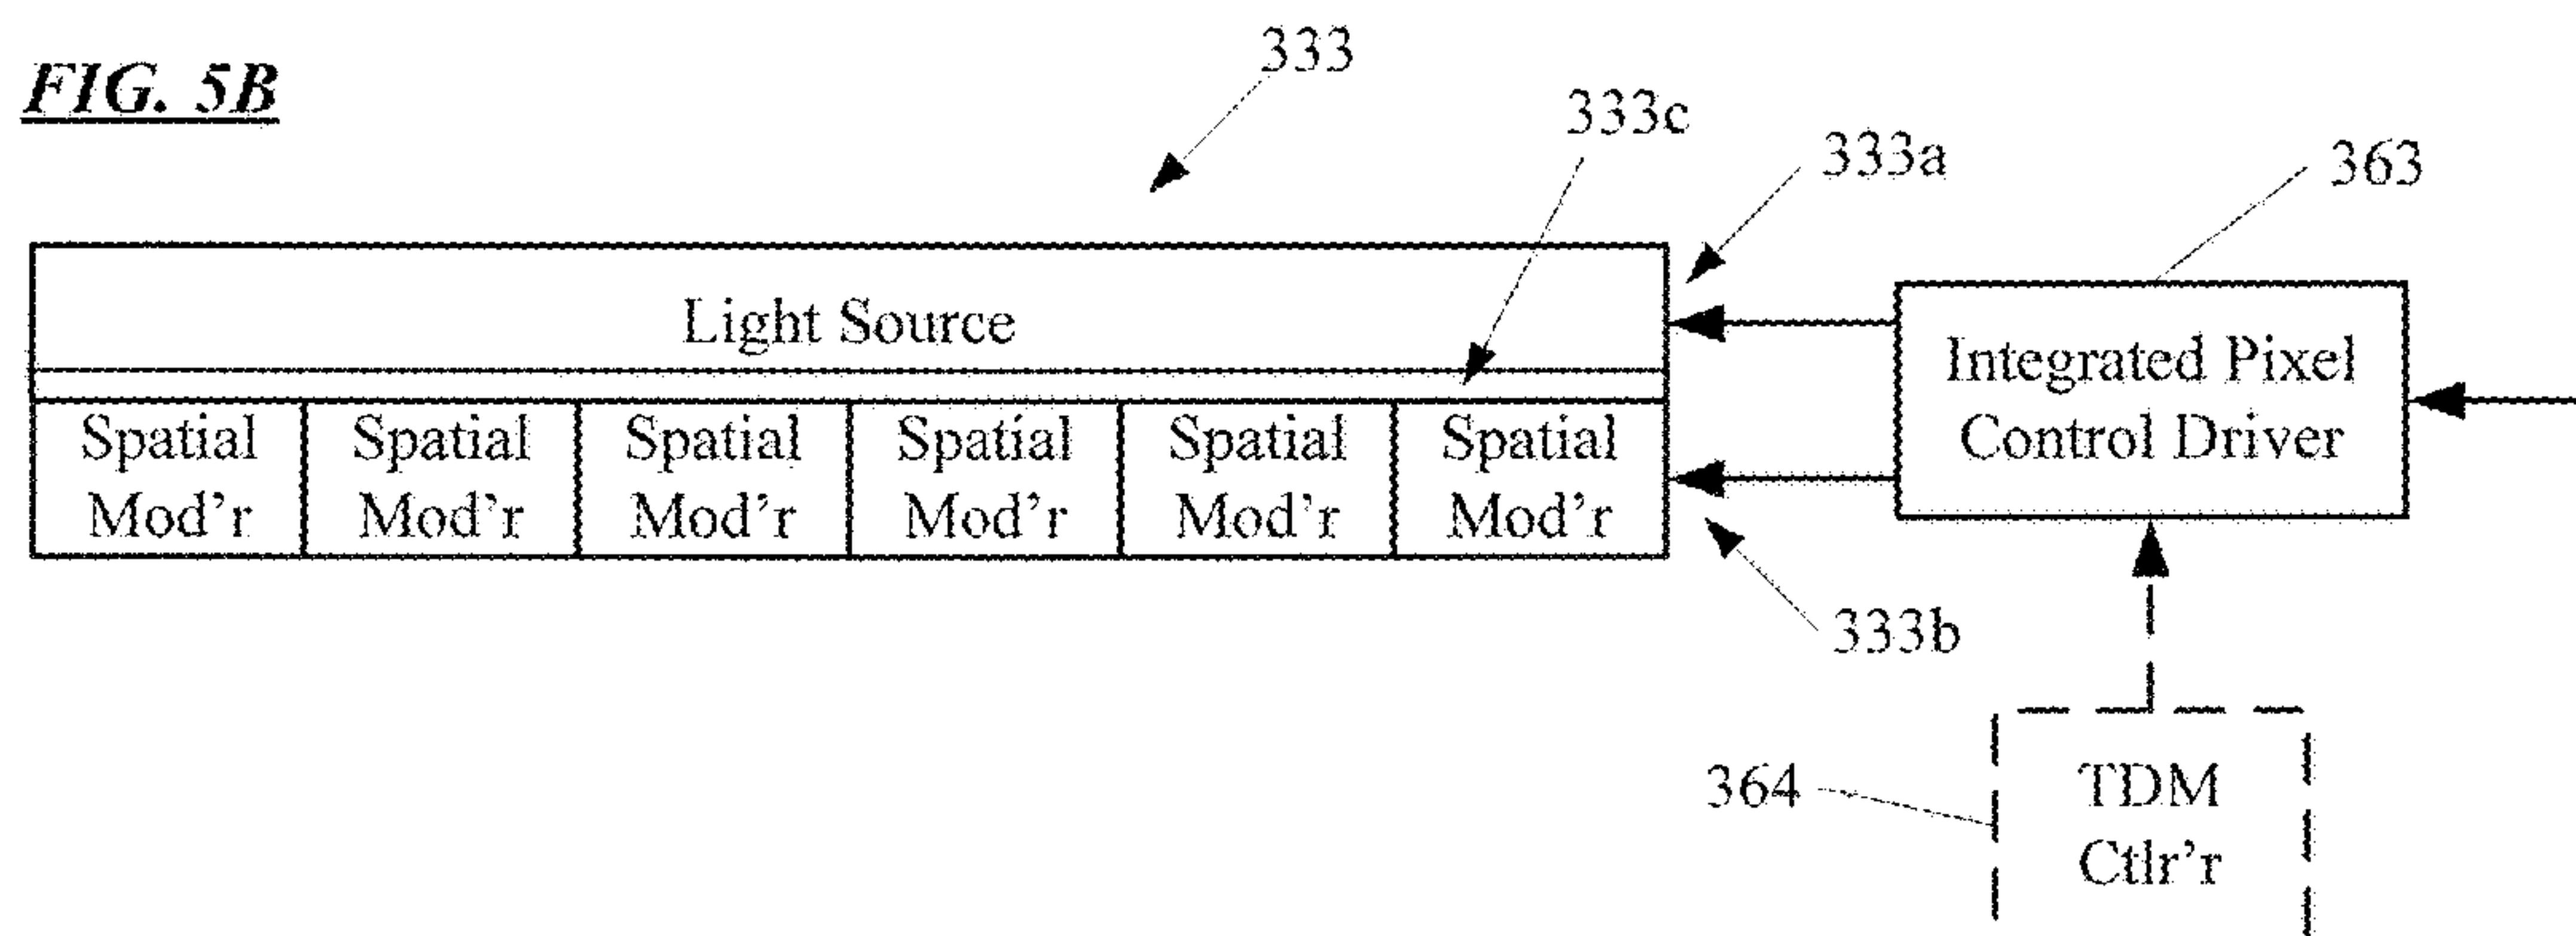 FIG. 5B
333
333c
333a
363
Light Source
Integrated Pixel
Control Driver
Spatial Spatial Spatial Spatial Spatial Spatial
Mod'r Mod'r Mod'r Mod'r Mod'r Mod'r
333b
364
TDM
Ctlr'r